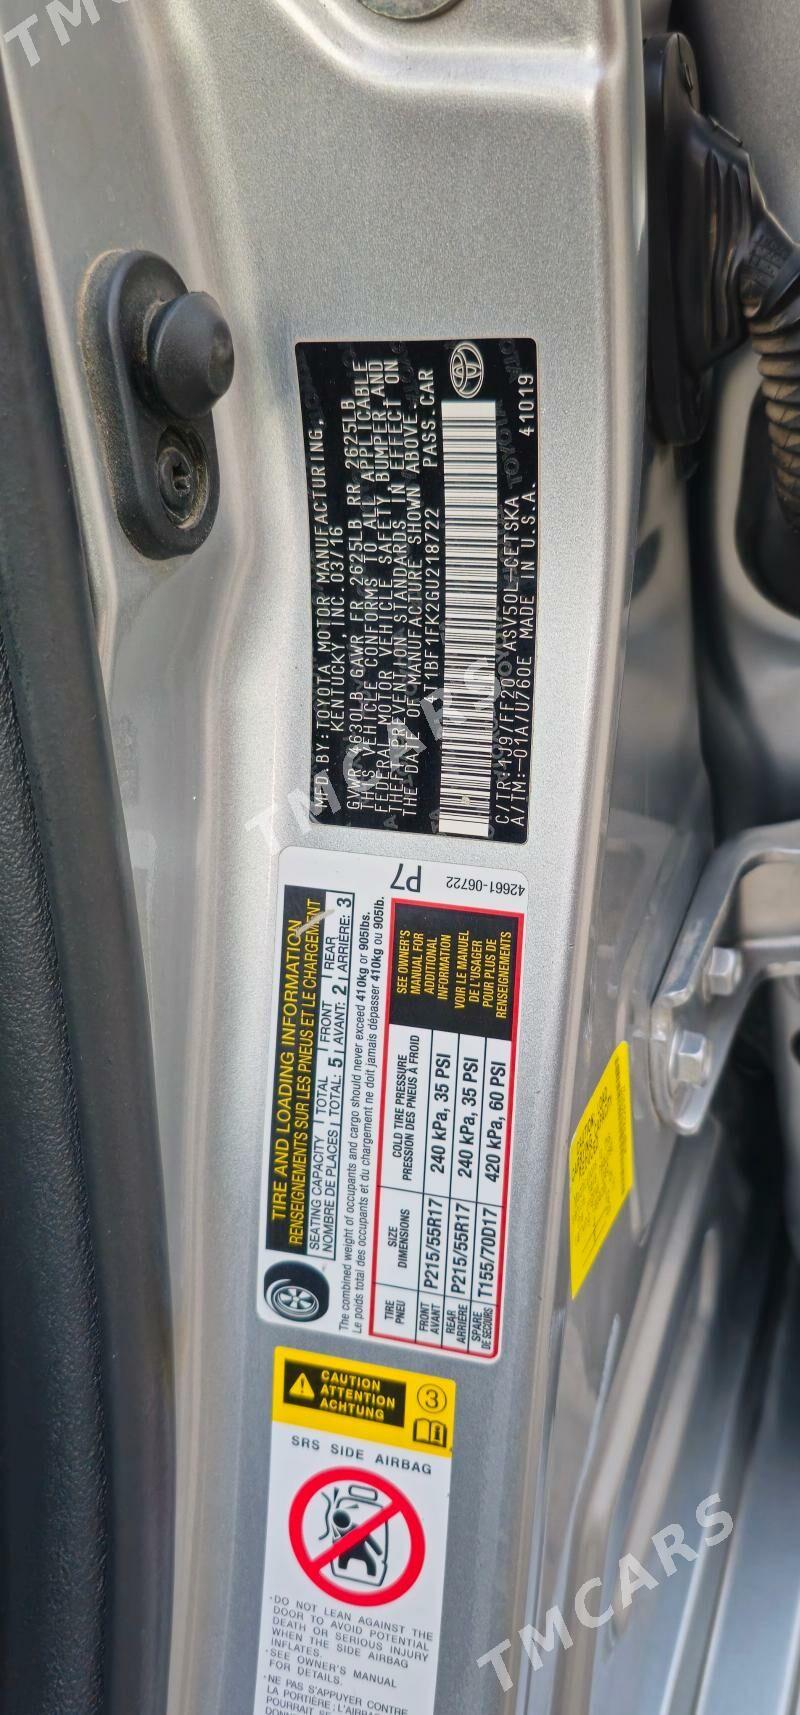 MFD. BY: TOYOTA MOTOR MANUFACTURING,
KENTUCKY, INC. 03/16
GVWR 4630LB GAWR FR 2625LB RR 2625LB
THIS VEHICLE CONFORMS TO ALL APPLICABLE
FEDERAL MOTOR VEHICLE SAFETY, BUMPER AND
THEFT PREVENTION STANDARDS IN EFFECT ON
THE DATE OF MANUFACTURE SHOWN ABOVE.
4T1BF1FK2GU218722 PASS.CAR
C/TR: 1J9/FF20 ASV50L-CETSKA 41019
A/TM: -01A/U760E MADE IN U.S.A.
TOYOTA
P7
42661-06722
TIRE AND LOADING INFORMATION
RENSEIGNEMENTS SUR LES PNEUS ET LE CHARGEMENT
SEATING CAPACITY TOTAL FRONT REAR
NOMBRE DE PLACES TOTAL: 5 AVANT: 2 ARRIÈRE: 3
The combined weight of occupants and cargo should never exceed 410kg or 905lbs.
Le poids total des occupants et du chargement ne doit jamais dépasser 410kg ou 905lb.
TIRE SIZE COLD TIRE PRESSURE
PNEU DIMENSIONS PRESSION DES PNEUS À FROID
FRONT
AVANT P215/55R17 240 kPa, 35 PSI
REAR
ARRIÈRE P215/55R17 240 kPa, 35 PSI
SPARE
DE SECOURS T155/70D17 420 kPa, 60 PSI
SEE OWNER'S
MANUAL FOR
ADDITIONAL
INFORMATION
VOIR LE MANUEL
DE L'USAGER
POUR PLUS DE
RENSEIGNEMENTS
CAUTION
ATTENTION
ACHTUNG
3
SRS SIDE AIRBAG
·DO NOT LEAN AGAINST THE
DOOR TO AVOID POTENTIAL
DEATH OR SERIOUS INJURY
WHEN THE SIDE AIRBAG
INFLATES.
·SEE OWNER'S MANUAL
FOR DETAILS.
·NE PAS S'APPUYER CONTRE
LA PORTIÈRE; L'AIRBAG
POURRAIT SE
TMCARS
TMCARS
TMCARS